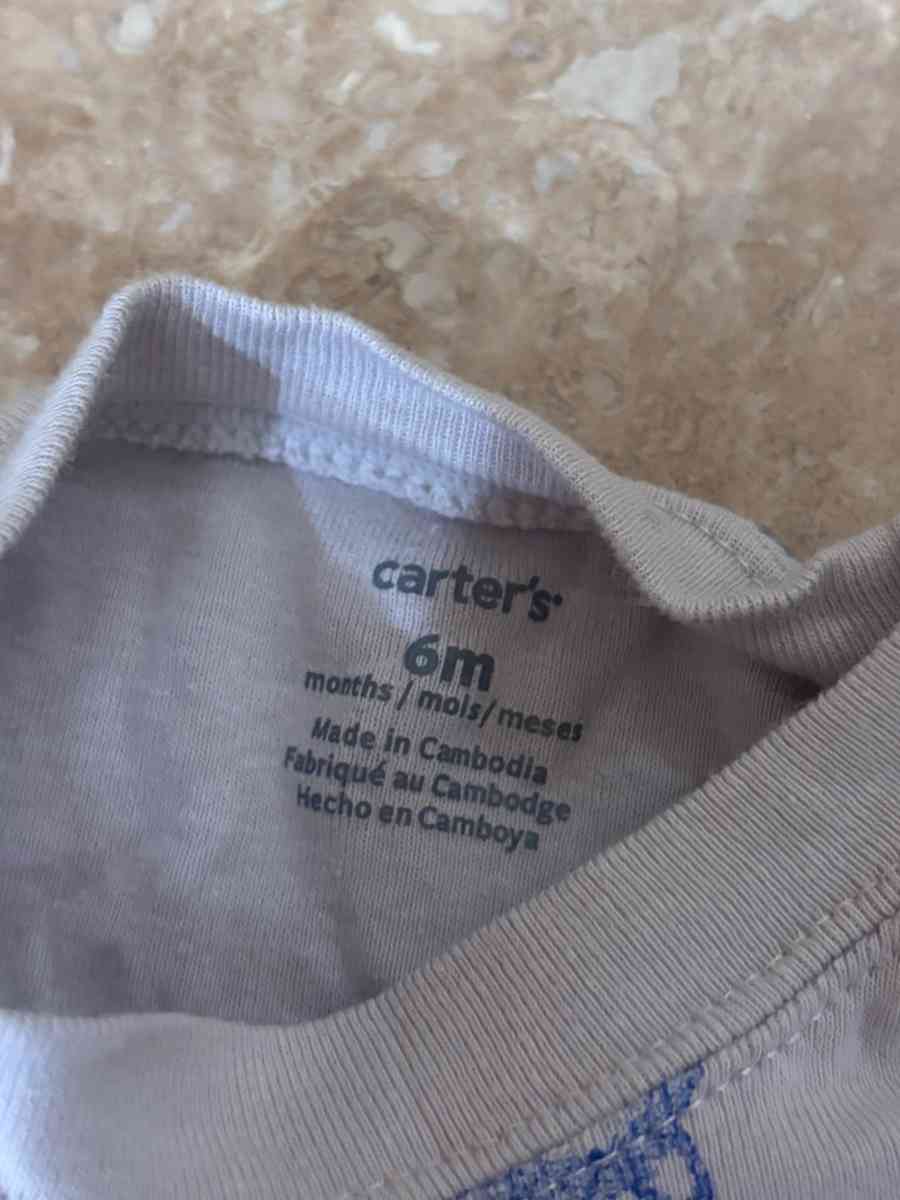 carter's
6m
months / mois / meses
Made in Cambodia
Fabriqué au Cambodge
Hecho en Camboya